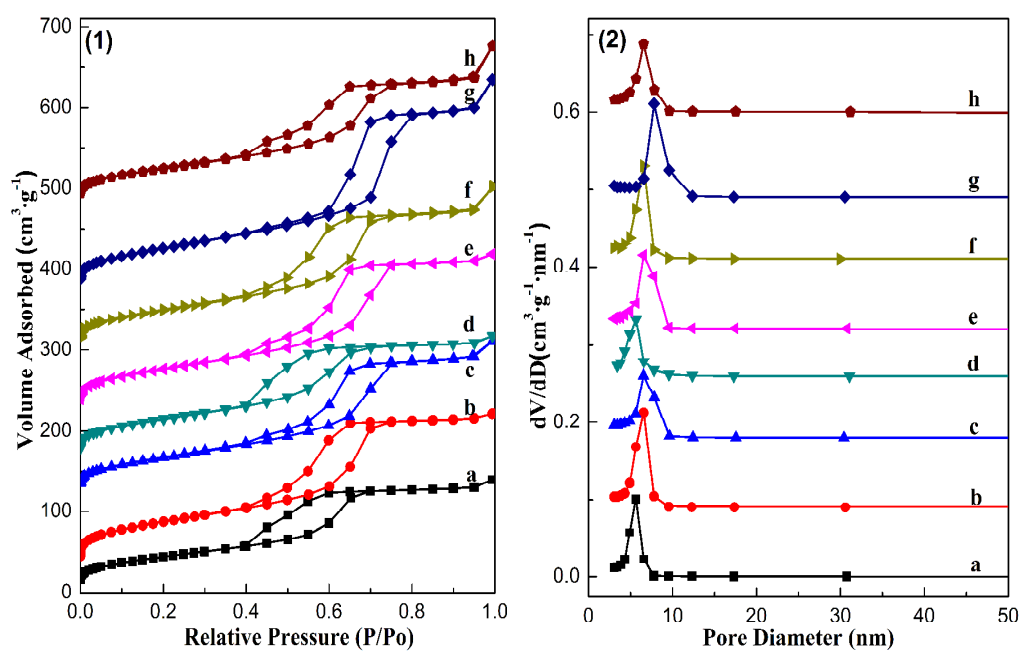 (1)
Volume Adsorbed (cm³·g⁻¹)
700
600
500
400
300
200
100
0
h
g
f
e
d
c
b
a
0.0 0.2 0.4 0.6 0.8 1.0
Relative Pressure (P/Po)
(2)
dV/dD(cm³·g⁻¹·nm⁻¹)
0.6
0.4
0.2
0.0
h
g
f
e
d
c
b
a
0 10 20 30 40 50
Pore Diameter (nm)